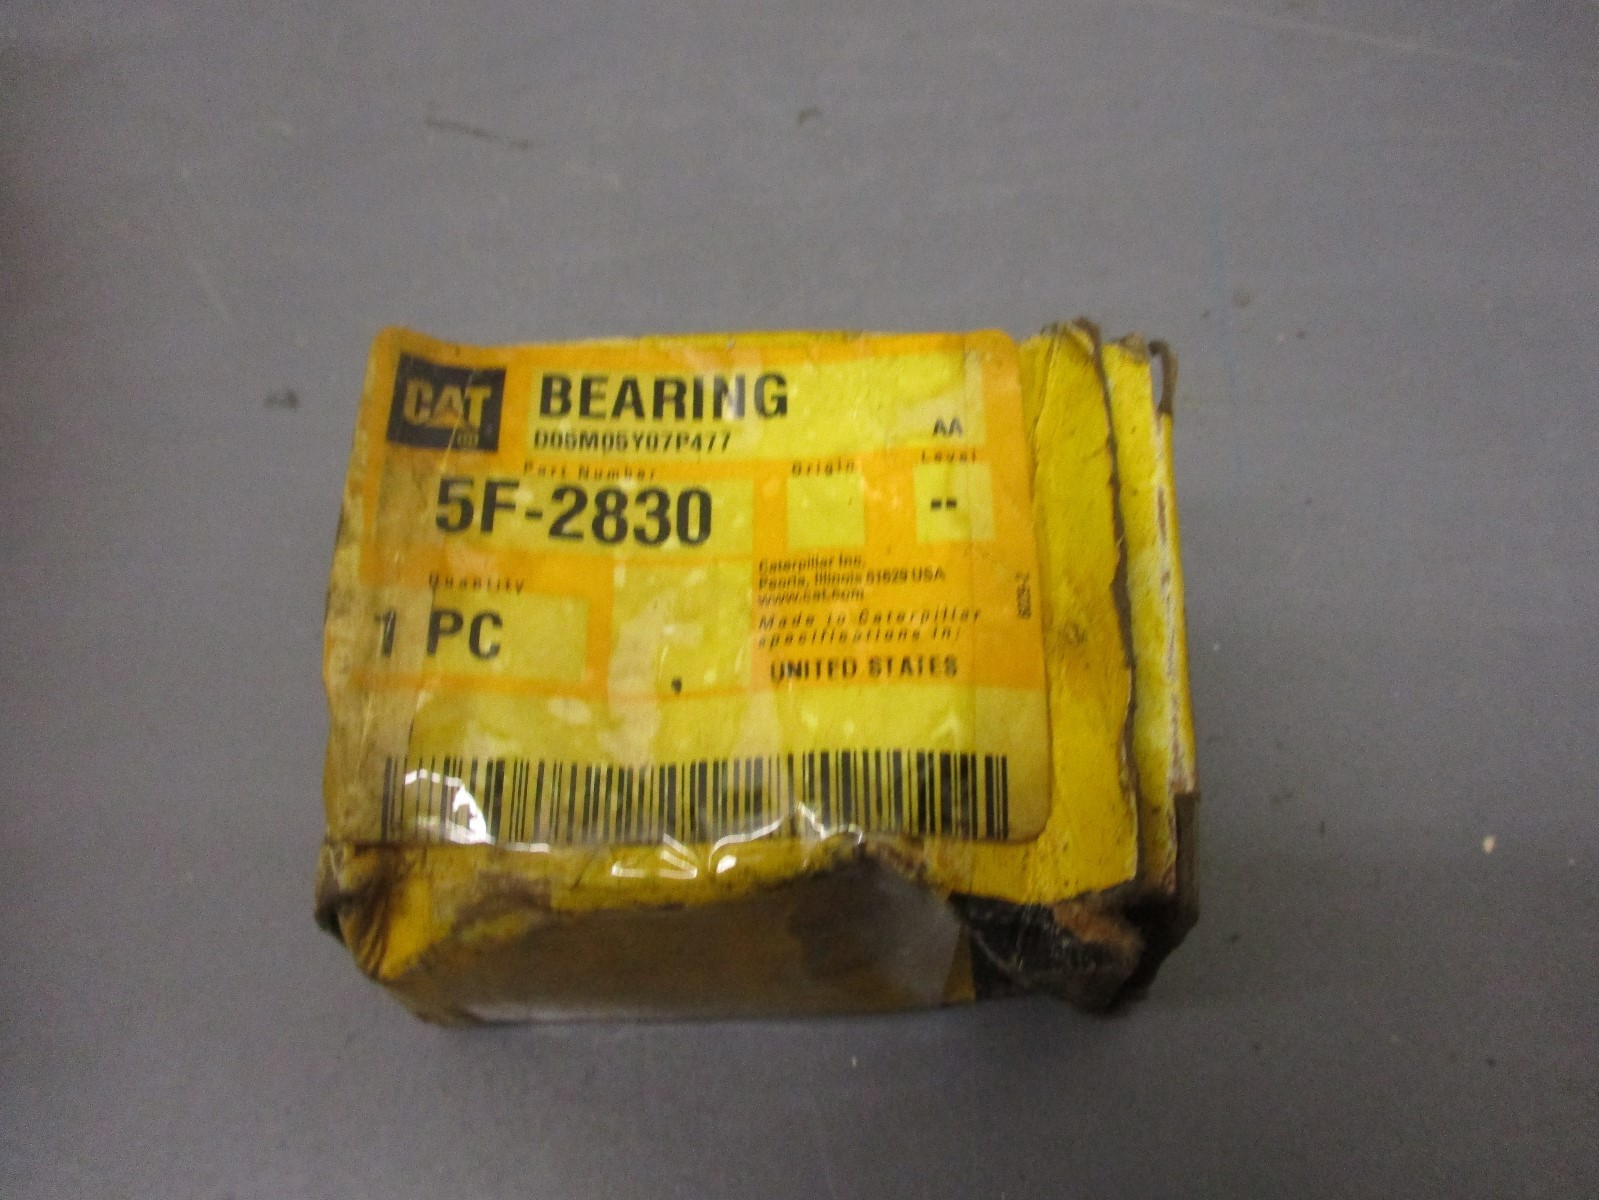 CAT
BEARING
D05M05Y07P477
AA
Part Number
Origin
Level
5F-2830
--
Quantity
1 PC
Caterpillar Inc.
Peoria, Illinois 61629 USA
www.cat.com
Made to Caterpillar
specifications in:
UNITED STATES